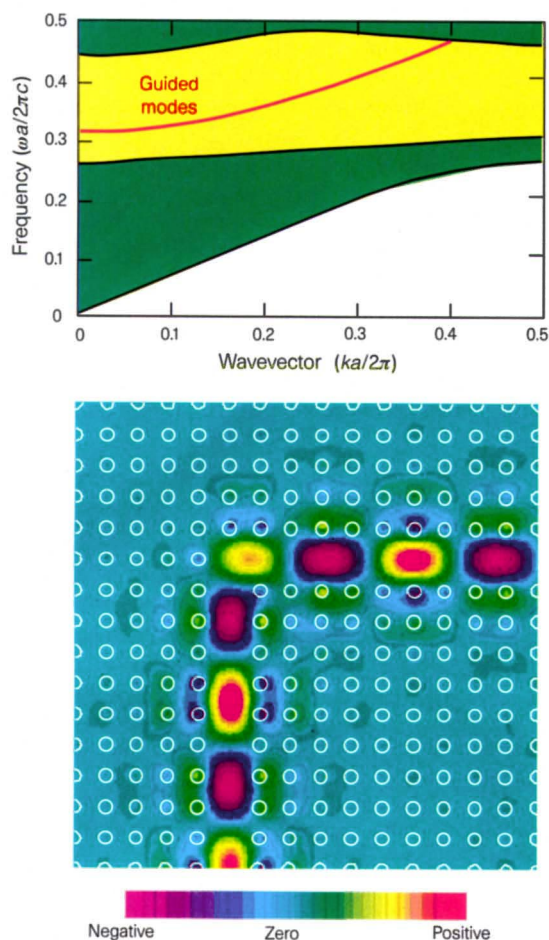 0.5
0.4
0.3
0.2
0.1
0
Frequency (ωa/2πc)
Guided
modes
0 0.1 0.2 0.3 0.4 0.5
Wavevector (ka/2π)
Negative Zero Positive